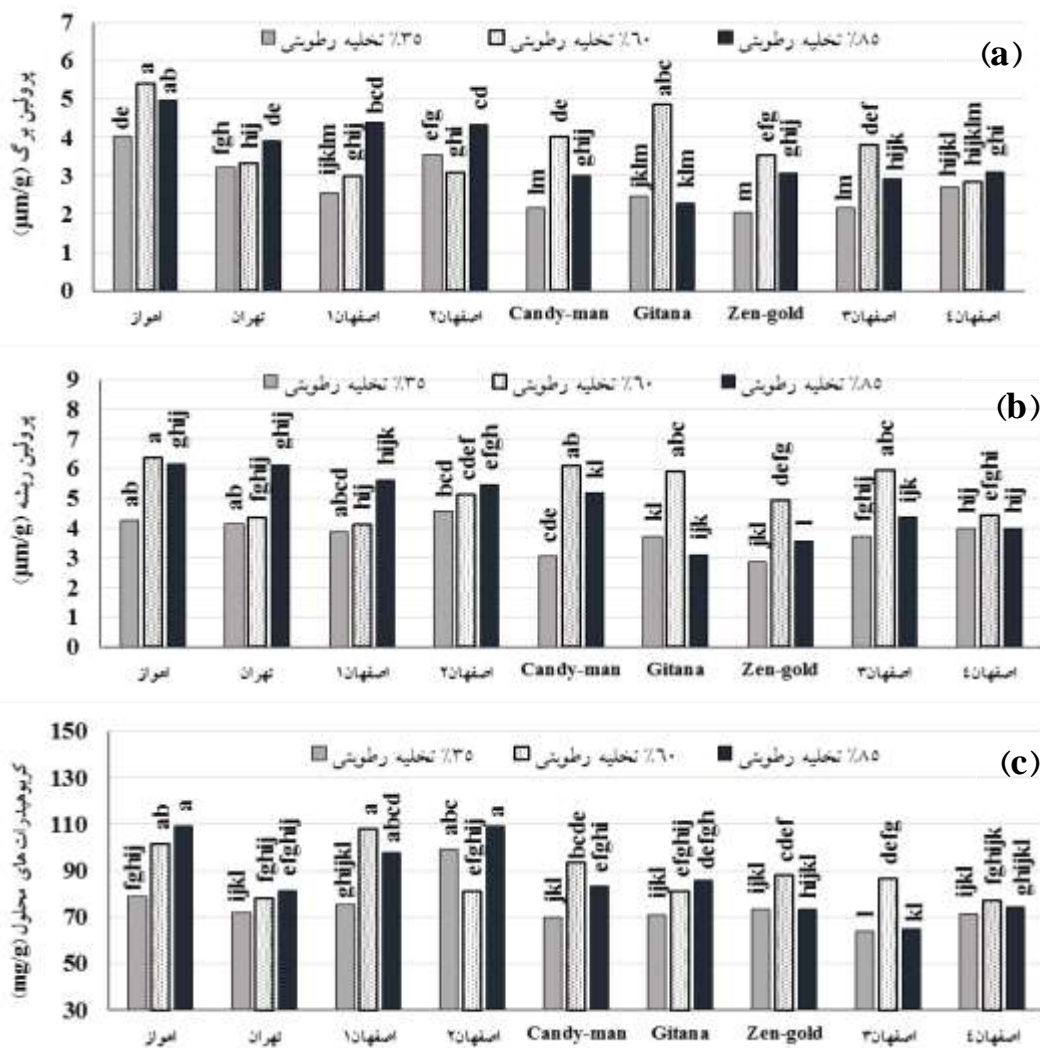 (a)
٪۳۵ تخلیه رطوبتی ٪۶۰ تخلیه رطوبتی ٪۸۵ تخلیه رطوبتی
پرولین برگ (µm/g)
7
6
5
4
3
2
1
0
de a ab fgh hij de ijklm ghij bcd efg ghi cd lm de ghij jklm abc klm m efg ghij lm def hijk hijkl hijklm ghi
اهواز تهران اصفهان۱ اصفهان۲ Candy-man Gitana Zen-gold اصفهان۳ اصفهان٤
(b)
٪۳۵ تخلیه رطوبتی ٪۶۰ تخلیه رطوبتی ٪۸۵ تخلیه رطوبتی
پرولین ریشه (µm/g)
9
8
7
6
5
4
3
2
1
0
ab a ghij ab fghij ghij abcd hij hijk bcd cdef efgh cde ab kl kl abc ijk jkl defg l fghij abc ijk hij efghi hij
اهواز تهران اصفهان۱ اصفهان۲ Candy-man Gitana Zen-gold اصفهان۳ اصفهان٤
(c)
٪۳۵ تخلیه رطوبتی ٪۶۰ تخلیه رطوبتی ٪۸۵ تخلیه رطوبتی
کربوهیدرات های محلول (mg/g)
150
130
110
90
70
50
30
fghij ab a ijkl fghij efghij ghijkl a abcd abc efghij a jkl bcde efghi ijkl efghij defgh ijkl cdef hijkl l defg kl ijkl fghijk ghijkl
اهواز تهران اصفهان۱ اصفهان۲ Candy-man Gitana Zen-gold اصفهان۳ اصفهان٤